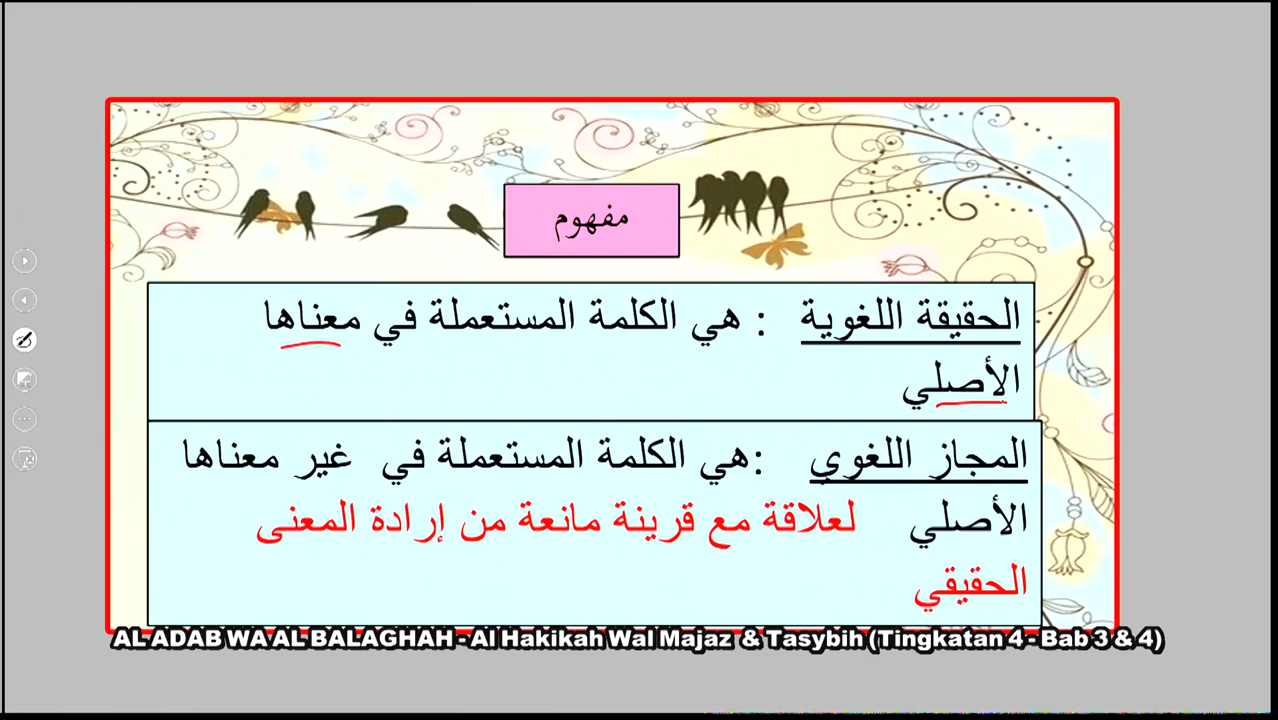 مفهوم
الحقيقة اللغوية : هي الكلمة المستعملة في معناها
الأصلي
المجاز اللغوي :هي الكلمة المستعملة في غير معناها
الأصلي لعلاقة مع قرينة مانعة من إرادة المعنى
الحقيقي
AL ADAB WA AL BALAGHAH - Al Hakikah Wal Majaz & Tasybih (Tingkatan 4 - Bab 3 & 4)